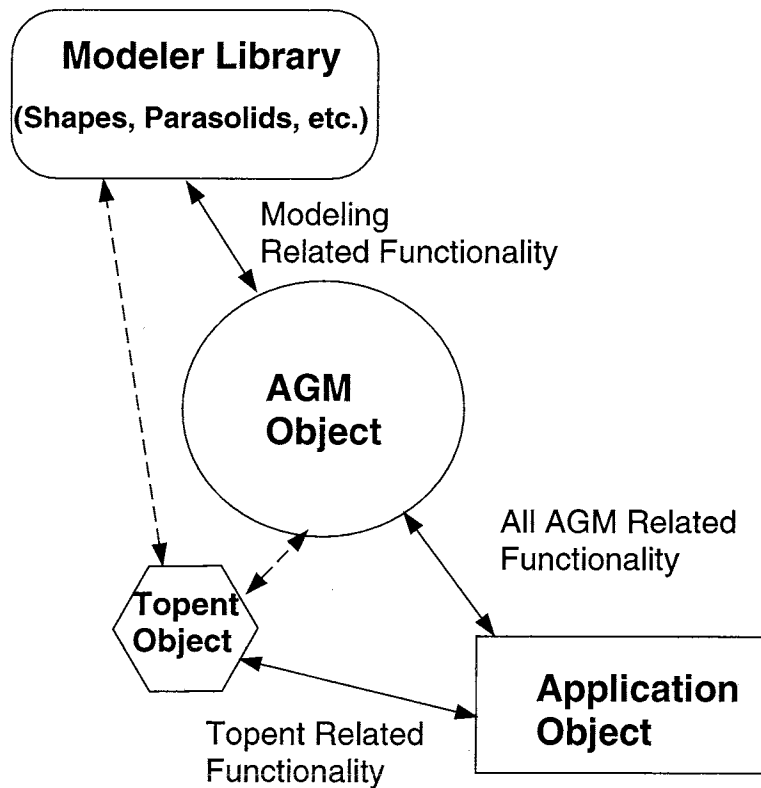 Modeler Library
(Shapes, Parasolids, etc.)
Modeling
Related Functionality
AGM
Object
All AGM Related
Functionality
Topent
Object
Application
Object
Topent Related
Functionality